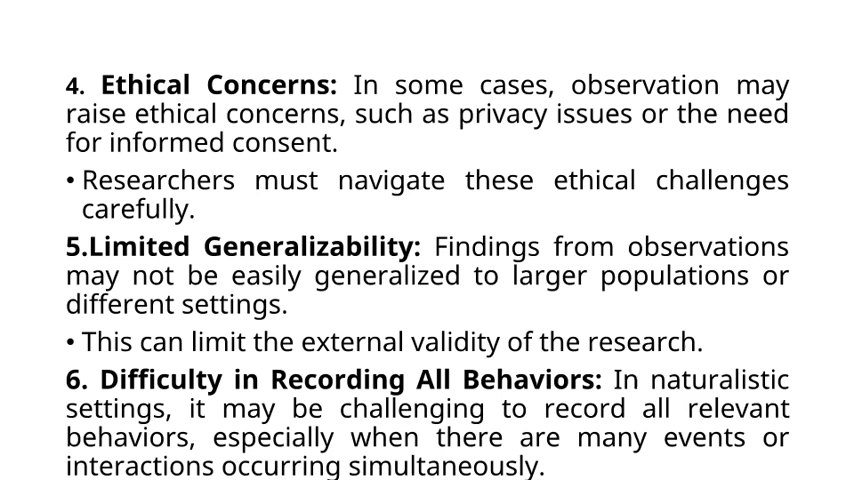 4. Ethical Concerns: In some cases, observation may
raise ethical concerns, such as privacy issues or the need
for informed consent.
• Researchers must navigate these ethical challenges
carefully.
5.Limited Generalizability: Findings from observations
may not be easily generalized to larger populations or
different settings.
• This can limit the external validity of the research.
6. Difficulty in Recording All Behaviors: In naturalistic
settings, it may be challenging to record all relevant
behaviors, especially when there are many events or
interactions occurring simultaneously.